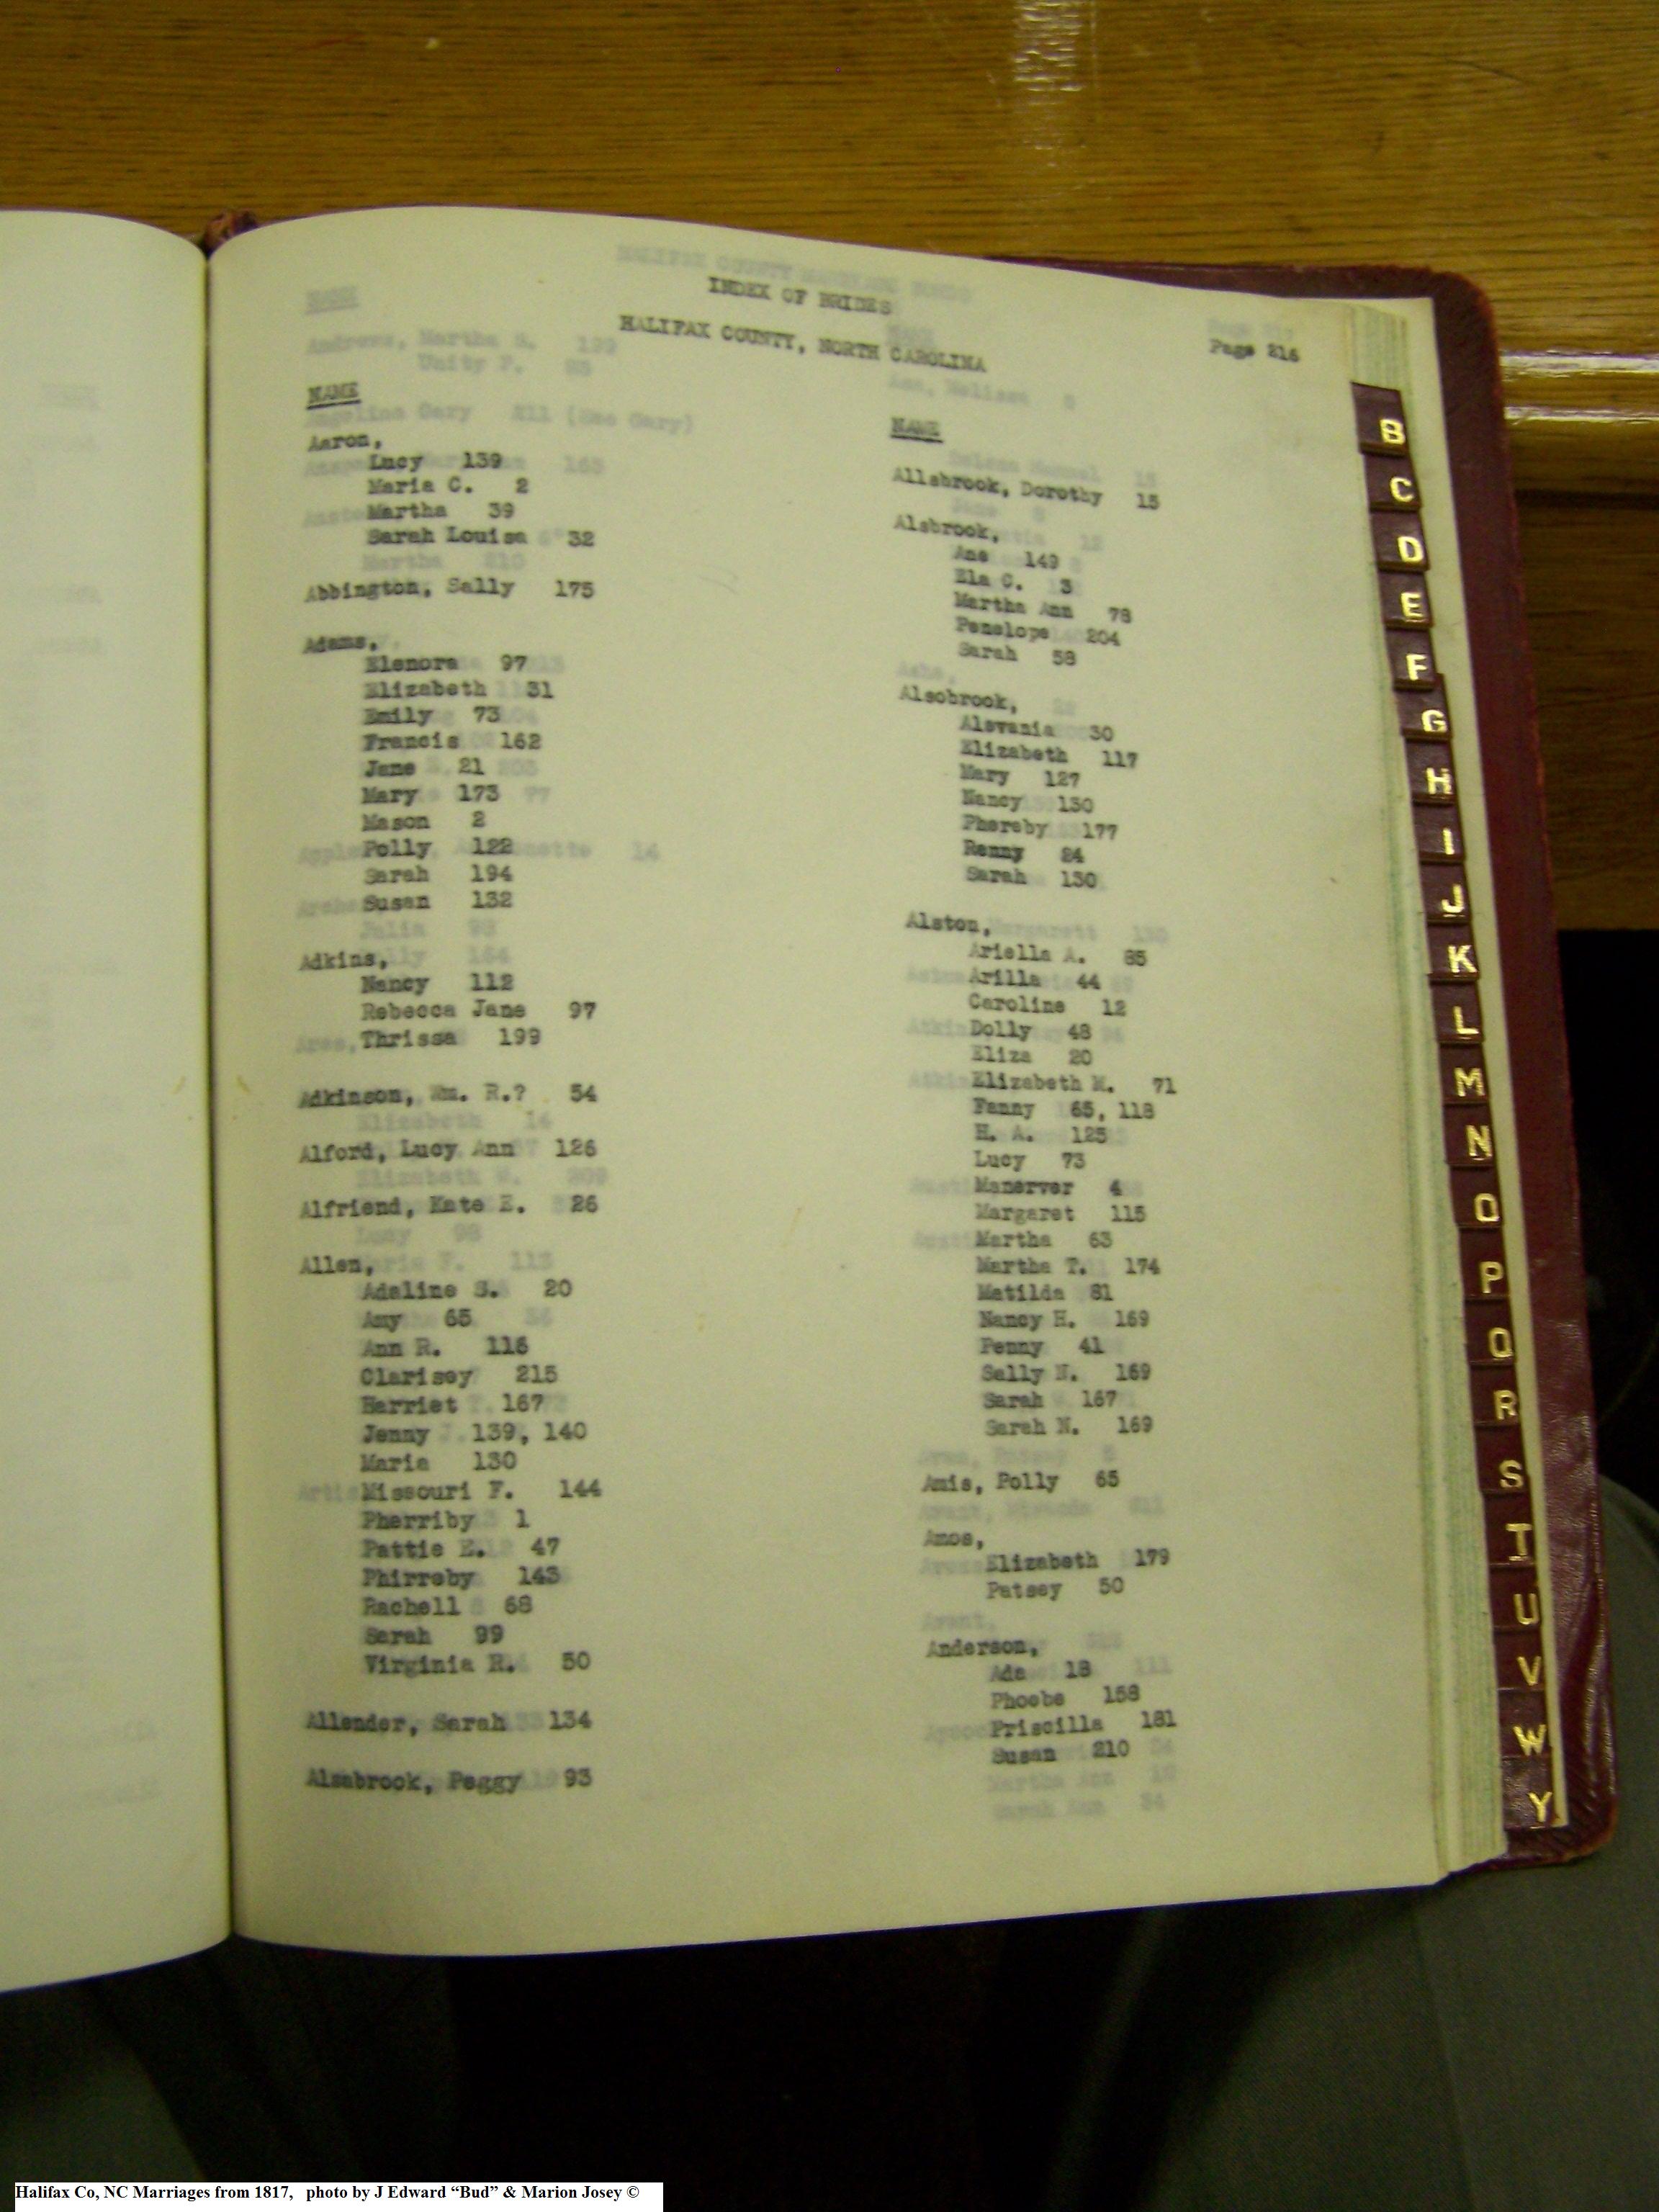 INDEX OF BRIDES
HALIFAX COUNTY, NORTH CAROLINA
Page 216
NAME
Aaron,
Lucy 139
Maria C. 2
Martha 39
Sarah Louisa 32
Abbington, Sally 175
Adams,
Elenora 97
Elizabeth 31
Emily 73
Francis 162
Jane 21
Mary 173
Mason 2
Polly 122
Sarah 194
Susan 132
Adkins,
Nancy 112
Rebecca Jane 97
Thrissa 199
Adkinson, Wm. R.? 54
Alford, Lucy Ann 126
Alfriend, Kate E. 26
Allen,
Adaline S. 20
Amy 65
Ann R. 116
Clarisey 215
Harriet 167
Jenny 139, 140
Maria 130
Missouri F. 144
Pherriby 1
Pattie E. 47
Phirreby 143
Rachell 68
Sarah 99
Virginia R. 50
Allender, Sarah 134
Alsabrook, Peggy 93
NAME
Allsbrook, Dorothy 15
Alsbrook,
Ane 149
Ela C. 3
Martha Ann 78
Penelope 204
Sarah 58
Alsobrook,
Alsvania 30
Elizabeth 117
Mary 127
Nancy 130
Phereby 177
Renny 24
Sarah 130
Alston,
Ariella A. 85
Arilla 44
Caroline 12
Dolly 48
Eliza 20
Elizabeth M. 71
Fanny 65, 118
H. A. 125
Lucy 73
Manerver 4
Margaret 115
Martha 63
Martha T. 174
Matilda 81
Nancy H. 169
Penny 41
Sally N. 169
Sarah 167
Sarah N. 169
Amis, Polly 65
Amos,
Elizabeth 179
Patsey 50
Anderson,
Ada 18
Phoebe 158
Priscilla 181
Susan 210
B
C
D
E
F
G
H
I
J
K
L
M
N
O
P
Q
R
S
T
U
V
W
Y
Halifax Co, NC Marriages from 1817, photo by J Edward “Bud” & Marion Josey ©